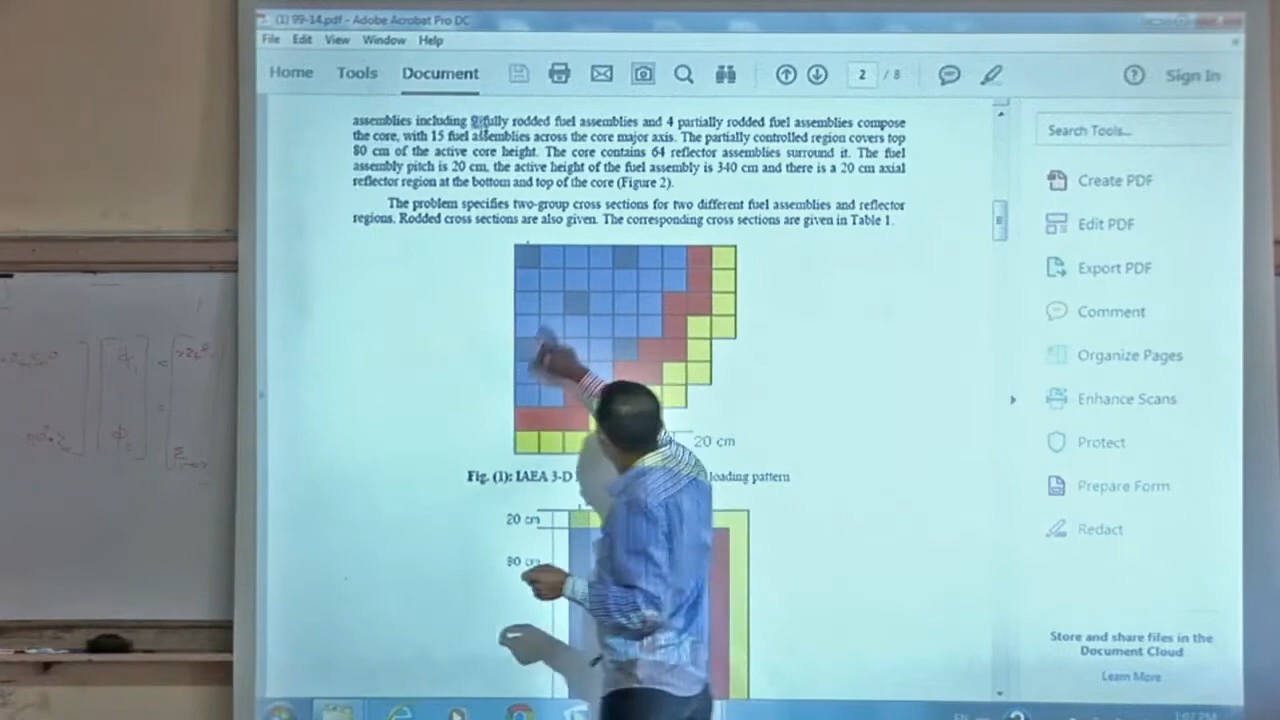 (1) 99-14.pdf - Adobe Acrobat Pro DC
File Edit View Window Help
Home Tools Document 2 / 8 Sign In
assemblies including fully rodded fuel assemblies and 4 partially rodded fuel assemblies compose
the core, with 15 fuel assemblies across the core major axis. The partially controlled region covers top
80 cm of the active core height. The core contains 64 reflector assemblies surround it. The fuel
assembly pitch is 20 cm, the active height of the fuel assembly is 340 cm and there is a 20 cm axial
reflector region at the bottom and top of the core (Figure 2).
The problem specifies two-group cross sections for two different fuel assemblies and reflector
regions. Rodded cross sections are also given. The corresponding cross sections are given in Table 1.
20 cm
Fig. (1): IAEA 3-D loading pattern
20 cm
80 cm
Search Tools...
Create PDF
Edit PDF
Export PDF
Comment
Organize Pages
Enhance Scans
Protect
Prepare Form
Redact
Store and share files in the
Document Cloud
Learn More
EN